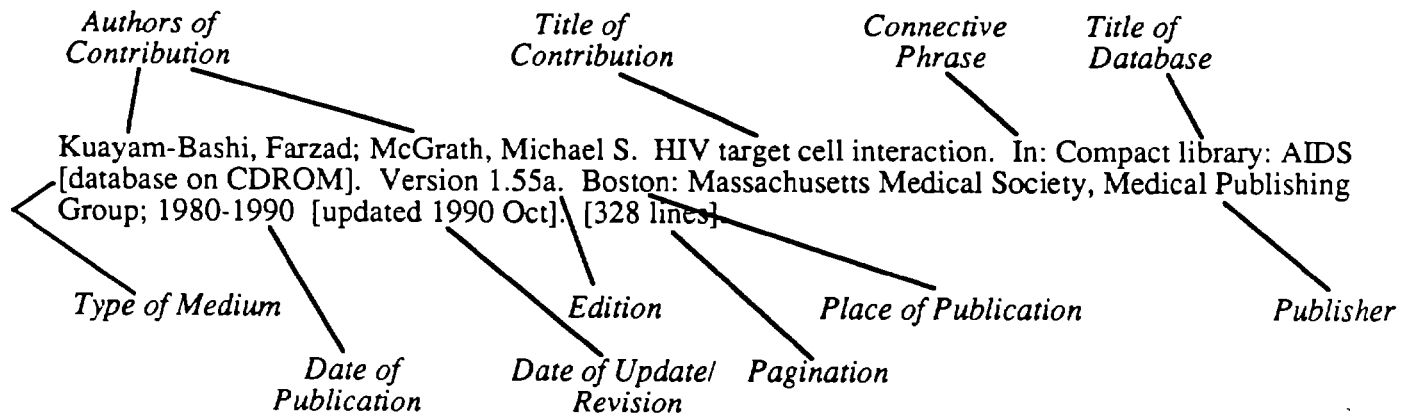 Authors of Contribution
Title of Contribution
Connective Phrase
Title of Database
Kuayam-Bashi, Farzad; McGrath, Michael S.  HIV target cell interaction.  In: Compact library: AIDS
[database on CDROM].  Version 1.55a.  Boston: Massachusetts Medical Society, Medical Publishing
Group; 1980-1990  [updated 1990 Oct].  [328 lines].
Type of Medium
Edition
Place of Publication
Publisher
Date of Publication
Date of Update/ Revision
Pagination